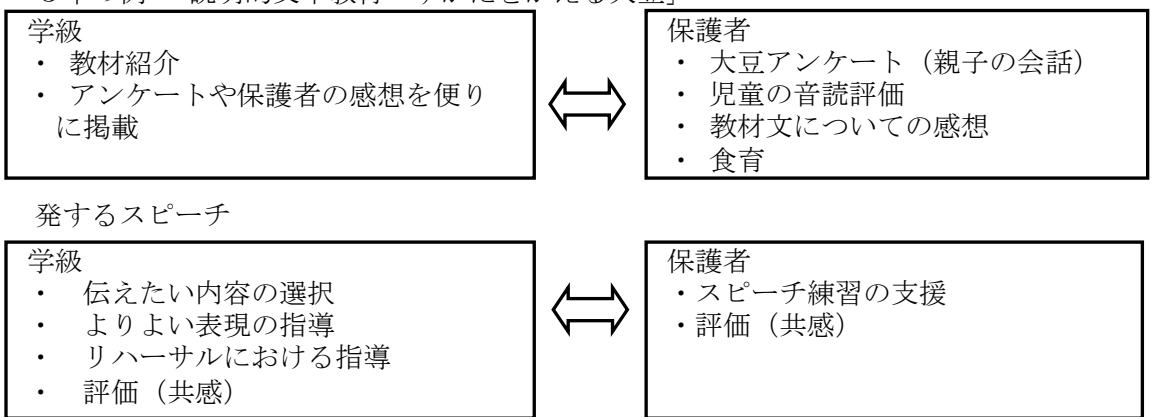 学級
・ 教材紹介
・ アンケートや保護者の感想を便り
に掲載
保護者
・ 大豆アンケート（親子の会話）
・ 児童の音読評価
・ 教材文についての感想
・ 食育
発するスピーチ
学級
・ 伝えたい内容の選択
・ よりよい表現の指導
・ リハーサルにおける指導
・ 評価（共感）
保護者
・スピーチ練習の支援
・評価（共感）